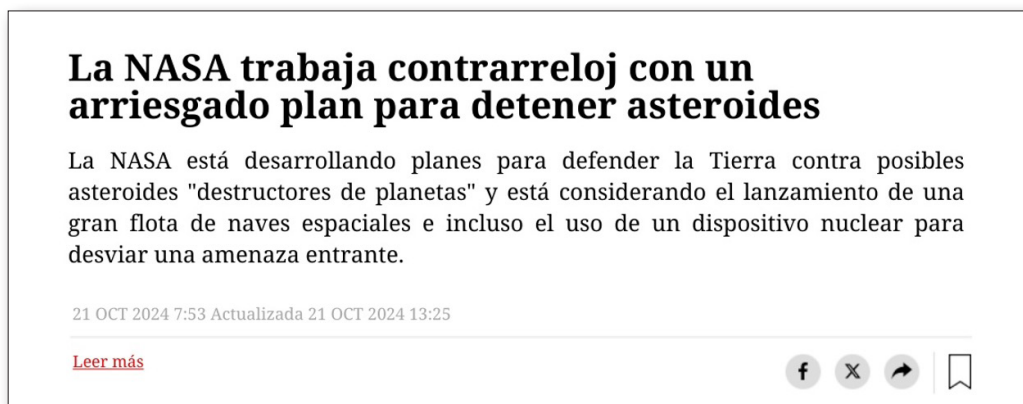 La NASA trabaja contrarreloj con un
arriesgado plan para detener asteroides
La NASA está desarrollando planes para defender la Tierra contra posibles
asteroides "destructores de planetas" y está considerando el lanzamiento de una
gran flota de naves espaciales e incluso el uso de un dispositivo nuclear para
desviar una amenaza entrante.
21 OCT 2024 7:53 Actualizada 21 OCT 2024 13:25
Leer más